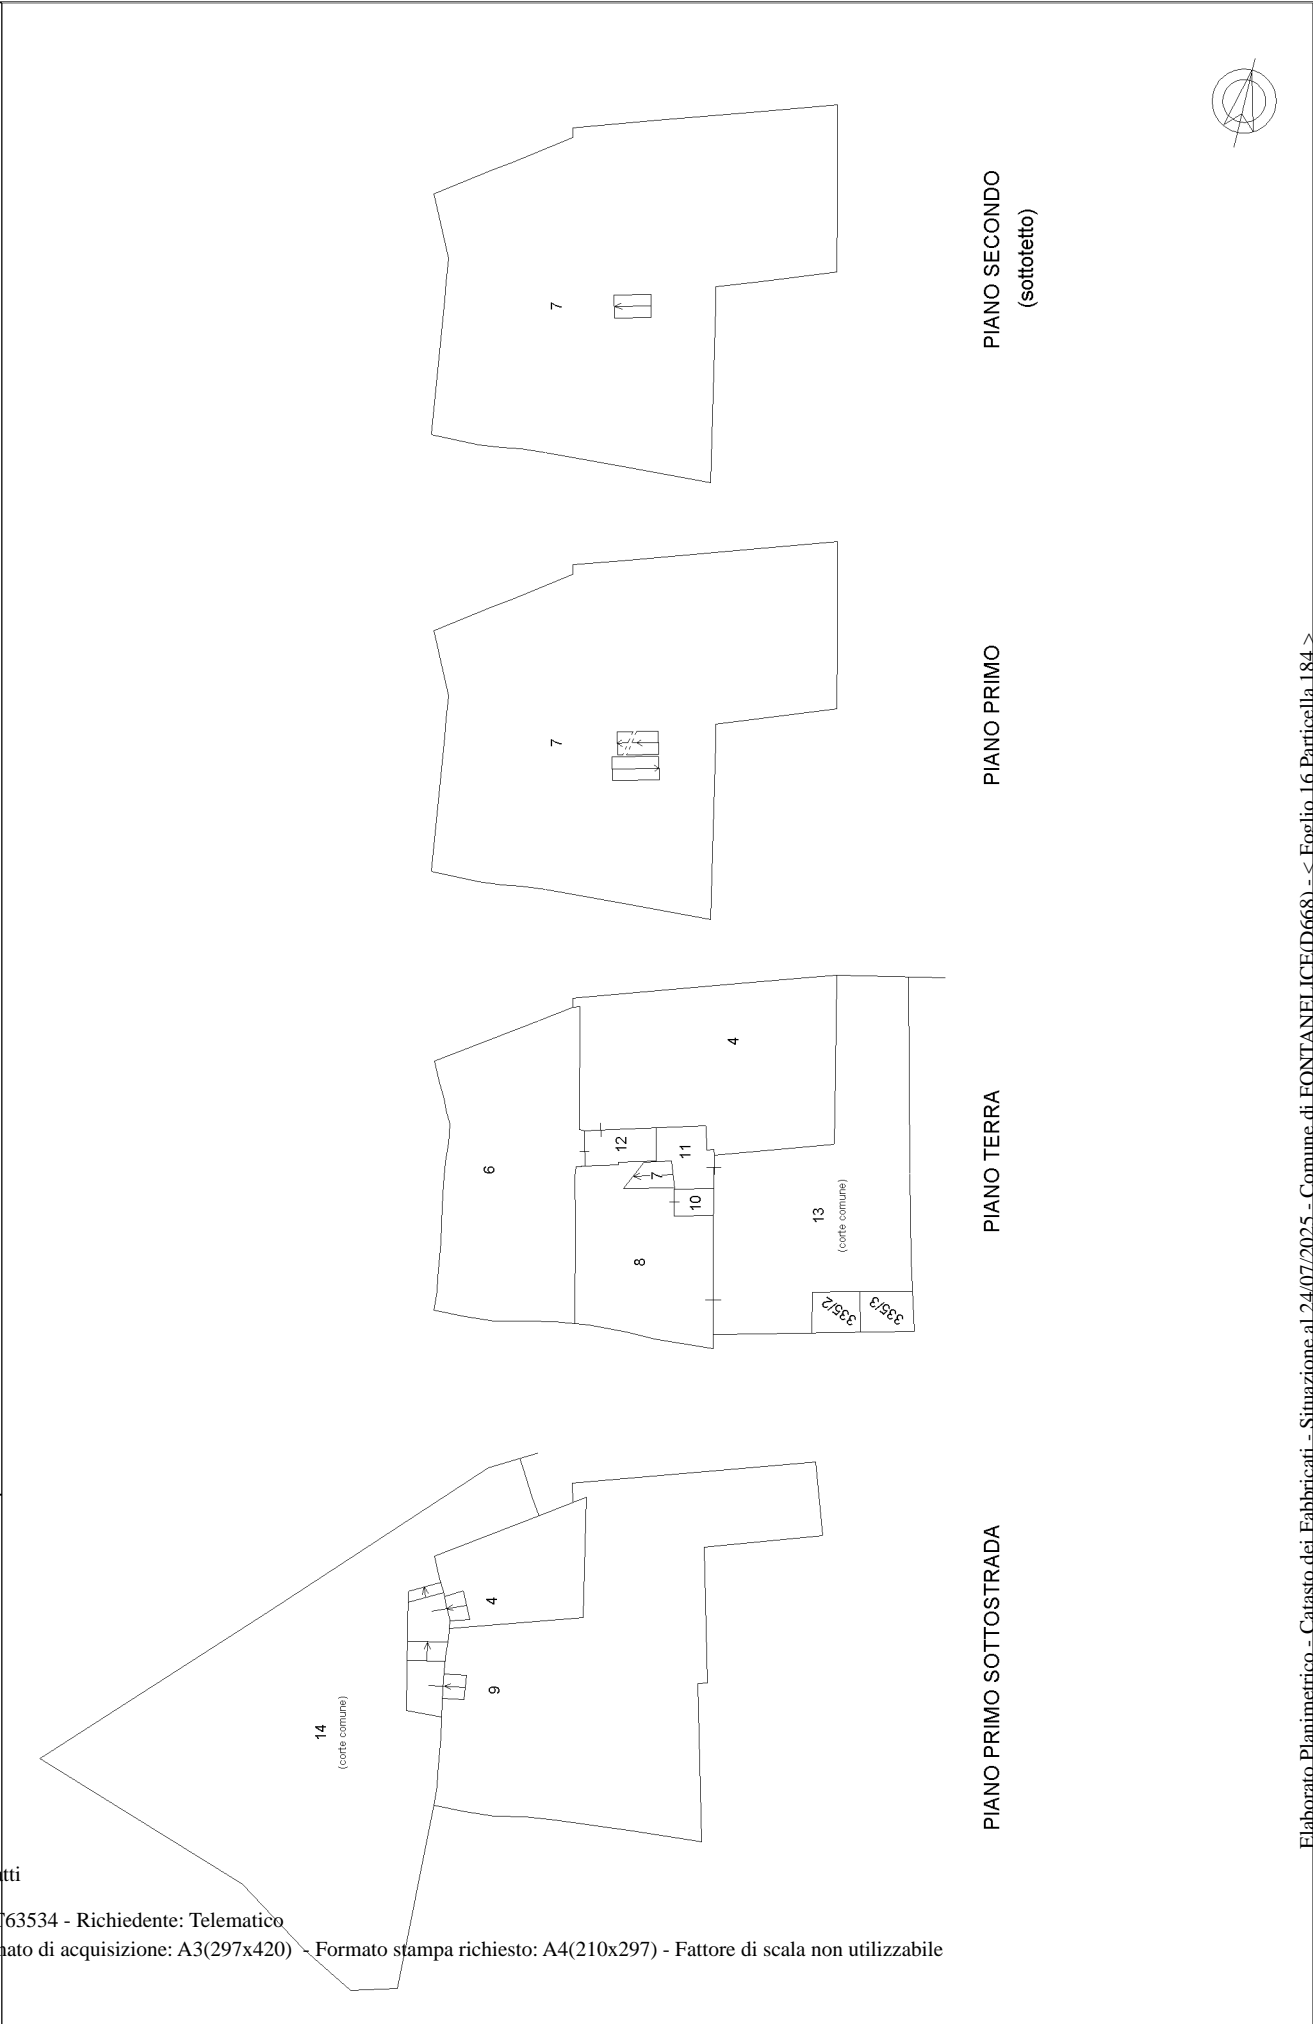 PIANO PRIMO SOTTOSTRADA
14
(corte comune)
9
4
PIANO TERRA
6
8
12
7
11
10
4
13
(corte comune)
335/2
335/3
PIANO PRIMO
7
PIANO SECONDO
(sottotetto)
7
Elaborato Planimetrico - Catasto dei Fabbricati - Situazione al 24/07/2025 - Comune di FONTANELICE(D668) - < Foglio 16 Particella 184 >
63534 - Richiedente: Telematico
di acquisizione: A3(297x420) - Formato stampa richiesto: A4(210x297) - Fattore di scala non utilizzabile